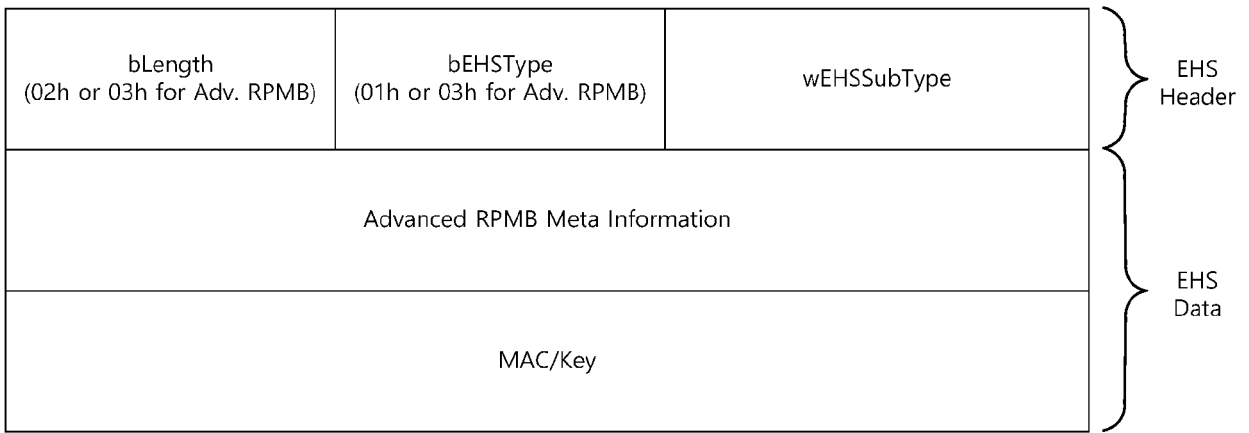 bLength
(02h or 03h for Adv. RPMB)
bEHSType
(01h or 03h for Adv. RPMB)
wEHSSubType
EHS
Header
Advanced RPMB Meta Information
EHS
Data
MAC/Key